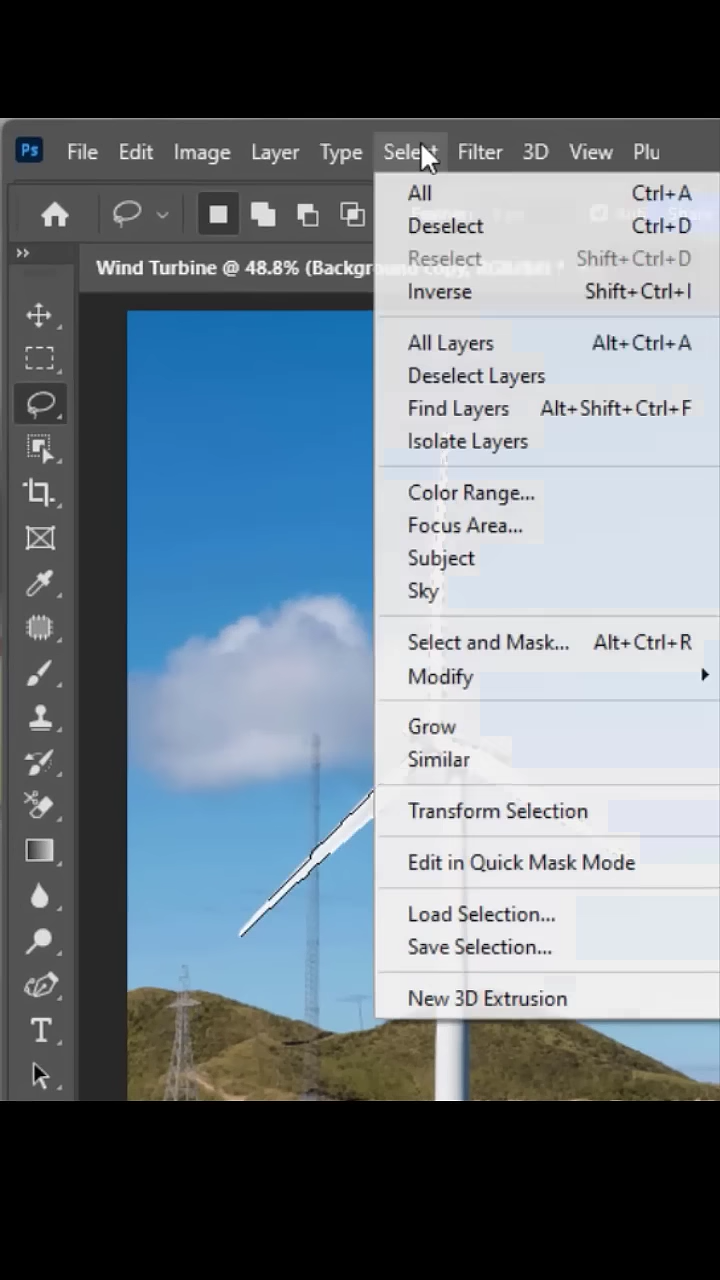 Ps File Edit Image Layer Type Select Filter 3D View Plu
All Ctrl+A
Deselect Ctrl+D
Wind Turbine @ 48.8% (Background copy,
Reselect Shift+Ctrl+D
Inverse Shift+Ctrl+I
All Layers Alt+Ctrl+A
Deselect Layers
Find Layers Alt+Shift+Ctrl+F
Isolate Layers
Color Range...
Focus Area...
Subject
Sky
Select and Mask... Alt+Ctrl+R
Modify
Grow
Similar
Transform Selection
Edit in Quick Mask Mode
Load Selection...
Save Selection...
New 3D Extrusion
T